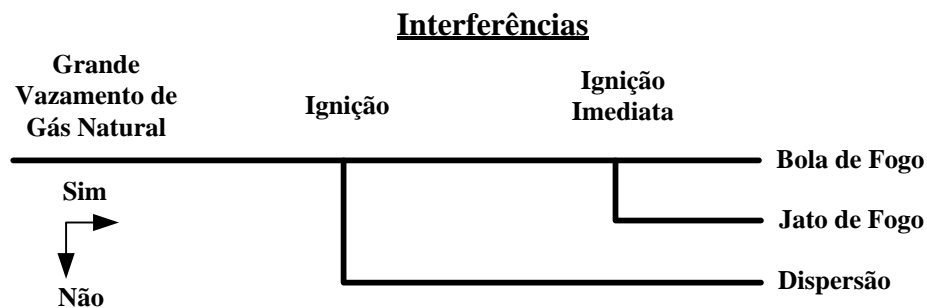 Interferências
Grande
Vazamento de
Gás Natural
Ignição
Ignição
Imediata
Bola de Fogo
Sim
Jato de Fogo
Não
Dispersão